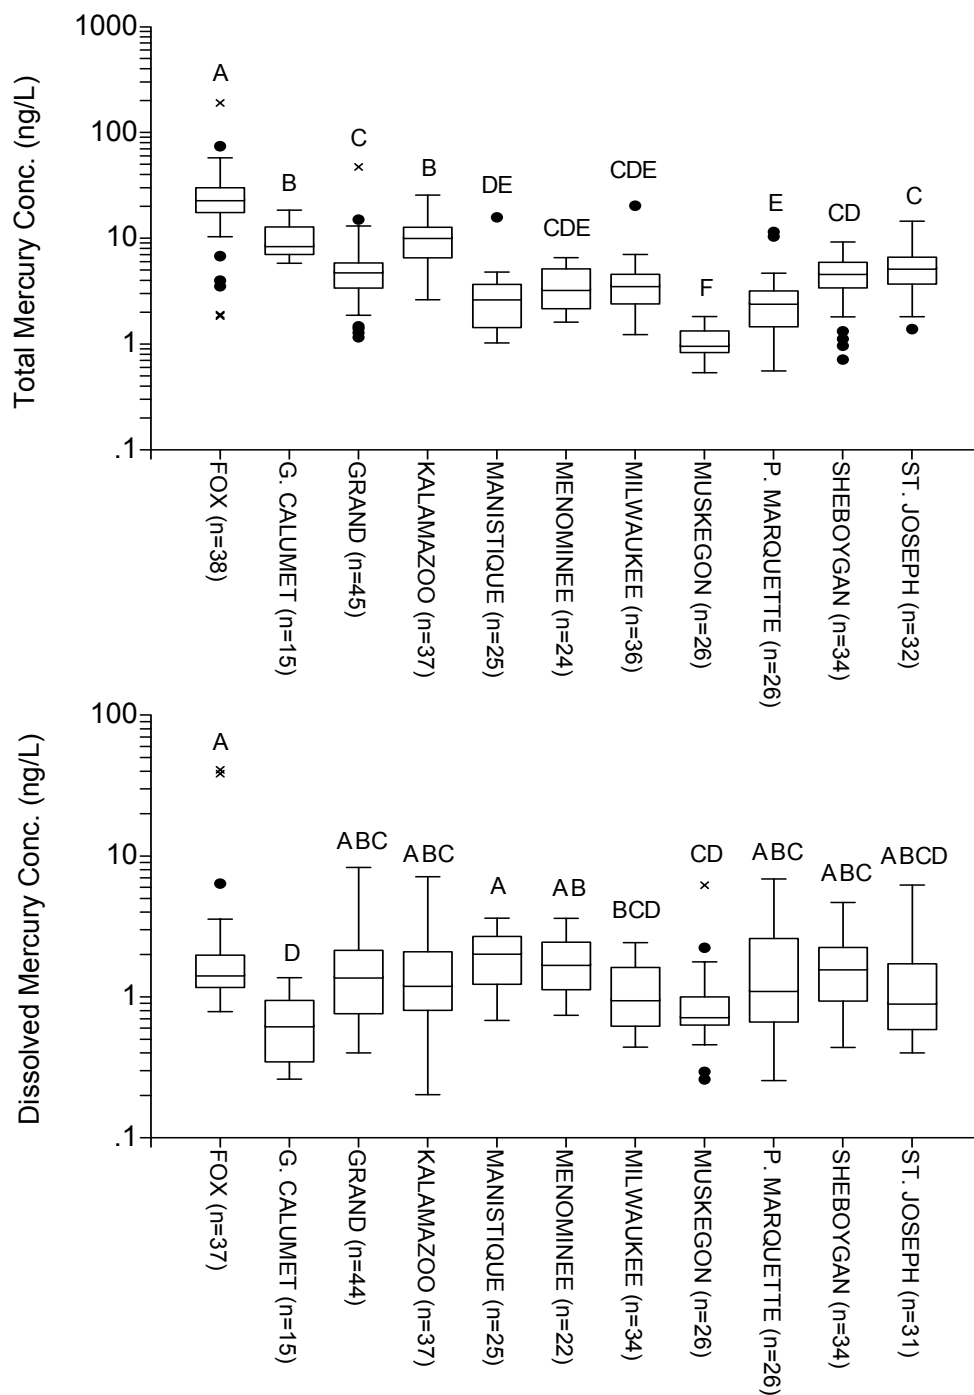 Total Mercury Conc. (ng/L)
1000
100
10
1
.1
A
B
C
B
DE
CDE
CDE
F
E
CD
C
FOX (n=38)
G. CALUMET (n=15)
GRAND (n=45)
KALAMAZOO (n=37)
MANISTIQUE (n=25)
MENOMINEE (n=24)
MILWAUKEE (n=36)
MUSKEGON (n=26)
P. MARQUETTE (n=26)
SHEBOYGAN (n=34)
ST. JOSEPH (n=32)
Dissolved Mercury Conc. (ng/L)
100
10
1
.1
A
D
ABC
ABC
A
AB
BCD
CD
ABC
ABC
ABCD
FOX (n=37)
G. CALUMET (n=15)
GRAND (n=44)
KALAMAZOO (n=37)
MANISTIQUE (n=25)
MENOMINEE (n=22)
MILWAUKEE (n=34)
MUSKEGON (n=26)
P. MARQUETTE (n=26)
SHEBOYGAN (n=34)
ST. JOSEPH (n=31)